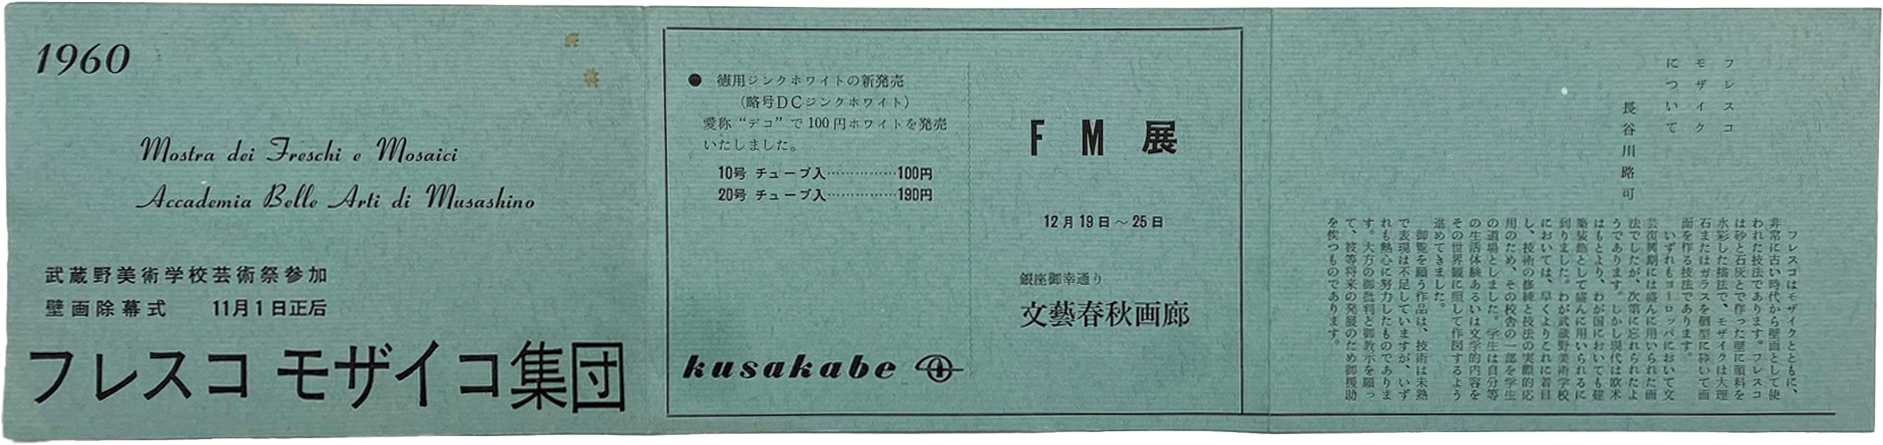 1960
Mostra dei Freschi e Mosaici
Accademia Belle Arti di Musashino
武蔵野美術学校芸術祭参加
壁画除幕式 11月1日正后
フレスコ モザイコ集団
● 徳用ジンクホワイトの新発売
(略号DCジンクホワイト)
愛称“デコ”で100円ホワイトを発売
いたしました。
10号 チューブ入……………100円
20号 チューブ入……………190円
kusakabe
FM展
12月19日～25日
銀座御幸通り
文藝春秋画廊
フレスコ
モザイク
について
長谷川路可
フレスコはモザイクとともに、
非常に古い時代から壁画として使
われた技法であります。フレスコ
は砂と石灰とで作った壁に顔料を
水彩した描法で、モザイクは大理
石またはガラスを個型に砕いて画
面を作る技法であります。
いずれもヨーロッパにおいて文
芸復興期には盛んに用いられた画
法でしたが、次第に忘れられたよ
うであります。しかし現代は欧米
はもとより、わが国においても建
築装飾として盛んに用いられるに
到りました。わが武蔵野美術学校
においては、早くよりこれに着目
し、技術の修練と技法の実際的応
用のため、その校舎の一部を学生
の道場としました。学生は自分等
の生活体験あるいは文学的内容を
その世界観に照して作図するよう
進めてきました。
御覧を願う作品は、技術は未熟
で表現は不足していますが、いず
れも熱心に努力したものでありま
す。大方の御批判と御教示を願っ
て、彼等将来の発展のため御援助
を俟つものであります。